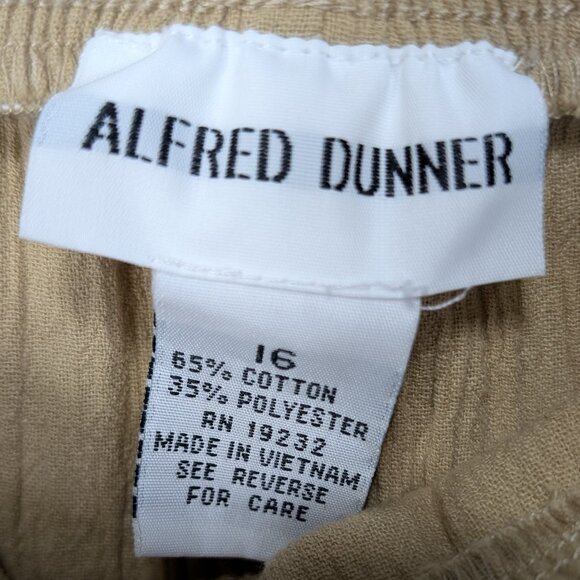 ALFRED DUNNER
16
65% COTTON
35% POLYESTER
RN 19232
MADE IN VIETNAM
SEE REVERSE
FOR CARE